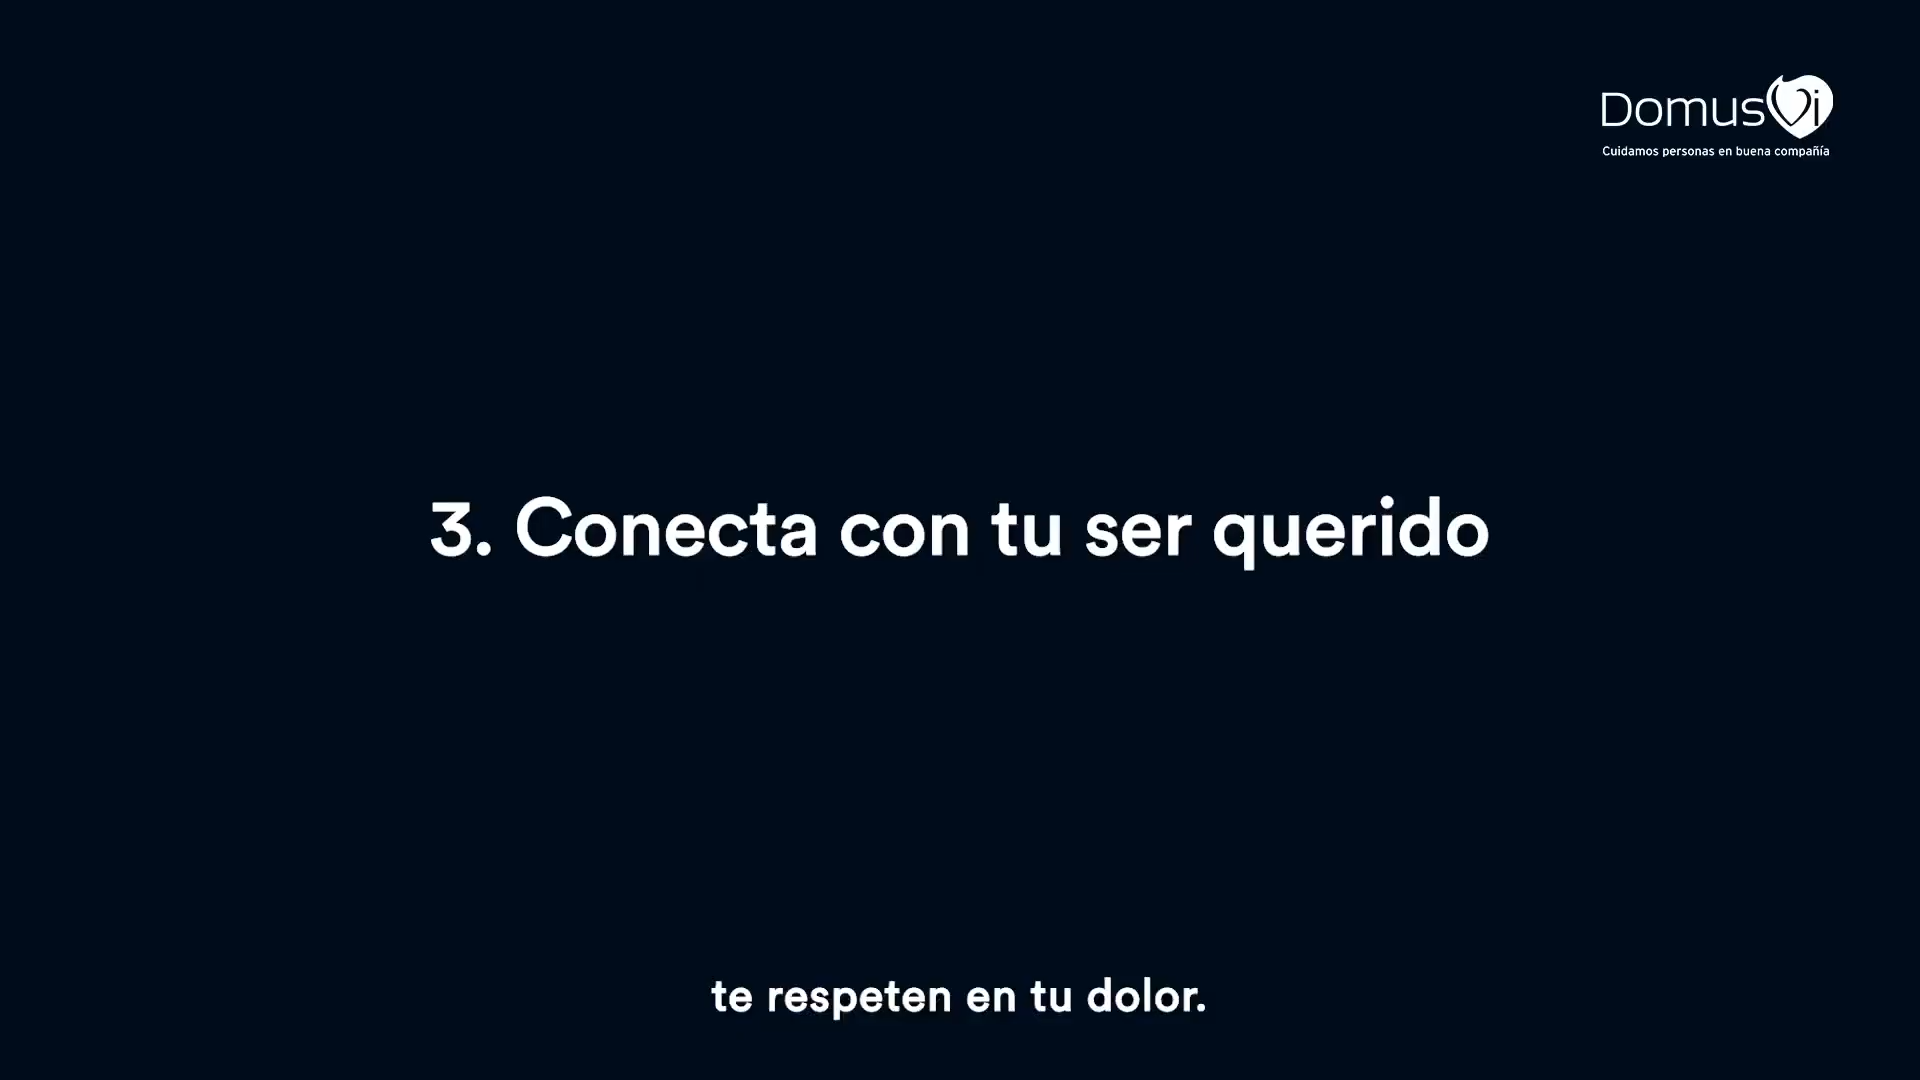 DomusVi
Cuidamos personas en buena compañía
3. Conecta con tu ser querido
te respeten en tu dolor.